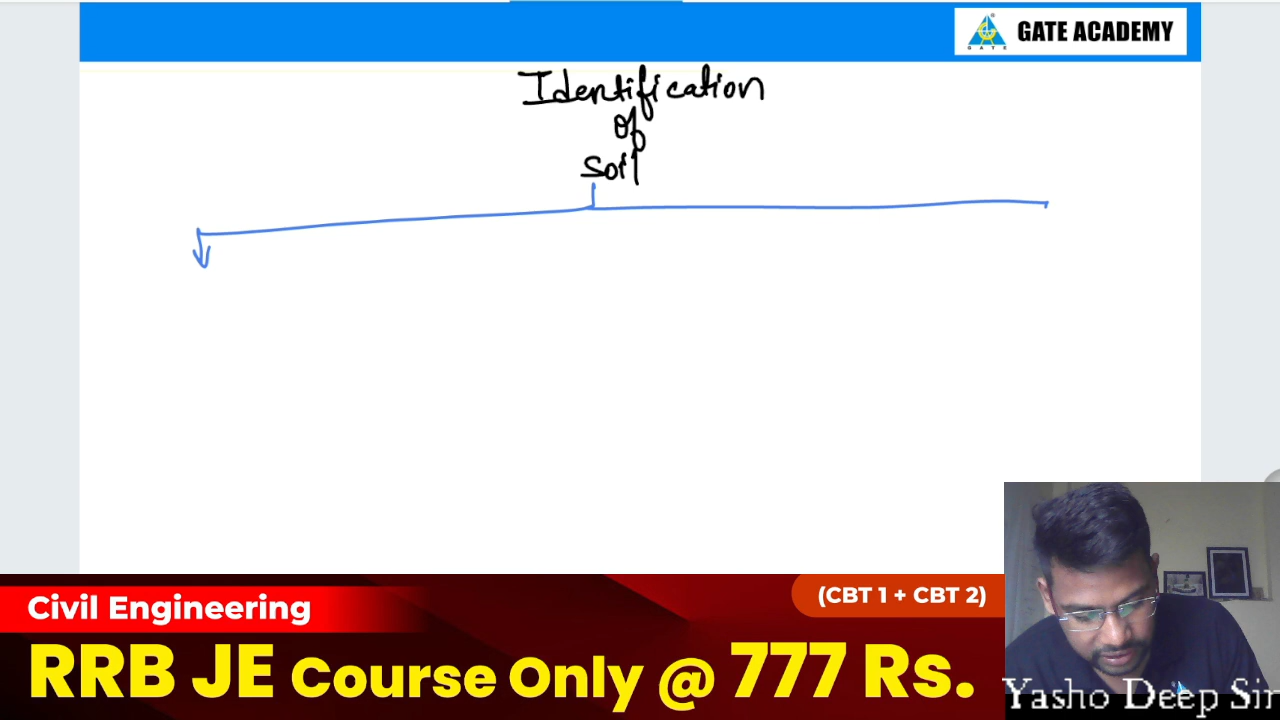 GATE ACADEMY
GATE
Identification
of
Soil
Civil Engineering
(CBT 1 + CBT 2)
RRB JE Course Only @ 777 Rs.
Yasho Deep Sir